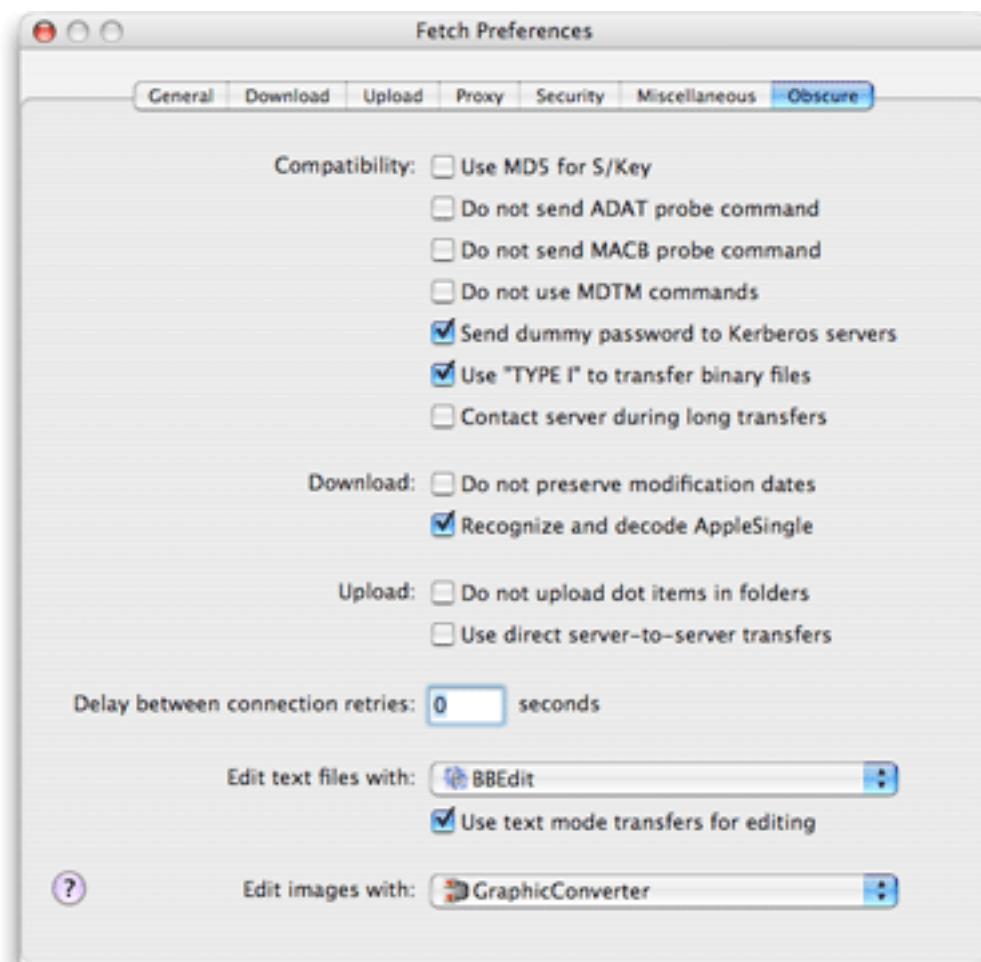 Fetch Preferences
General Download Upload Proxy Security Miscellaneous Obscure
Compatibility: Use MD5 for S/Key
Do not send ADAT probe command
Do not send MACB probe command
Do not use MDTM commands
Send dummy password to Kerberos servers
Use "TYPE I" to transfer binary files
Contact server during long transfers
Download: Do not preserve modification dates
Recognize and decode AppleSingle
Upload: Do not upload dot items in folders
Use direct server-to-server transfers
Delay between connection retries: 0 seconds
Edit text files with: BBEdit
Use text mode transfers for editing
? Edit images with: GraphicConverter